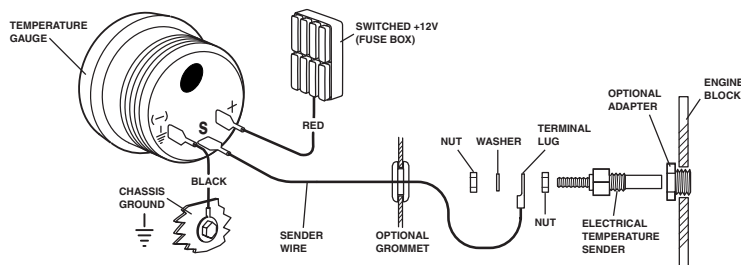 TEMPERATURE
GAUGE
SWITCHED +12V
(FUSE BOX)
(–)
S
X
RED
BLACK
CHASSIS
GROUND
SENDER
WIRE
OPTIONAL
GROMMET
NUT
WASHER
TERMINAL
LUG
NUT
OPTIONAL
ADAPTER
ENGINE
BLOCK
ELECTRICAL
TEMPERATURE
SENDER